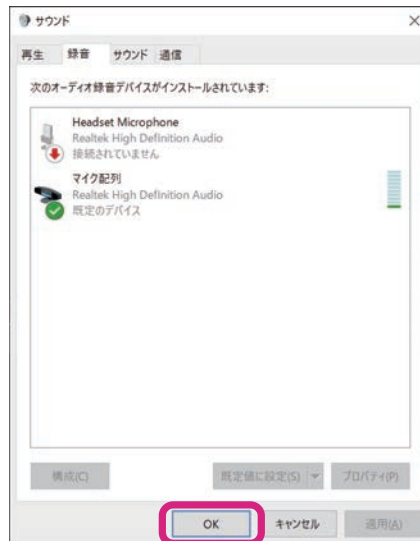 サウンド
再生 録音 サウンド 通信
次のオーディオ録音デバイスがインストールされています:
Headset Microphone
Realtek High Definition Audio
接続されていません
マイク配列
Realtek High Definition Audio
既定のデバイス
構成(C) 既定値に設定(S) プロパティ(P)
OK キャンセル 適用(A)